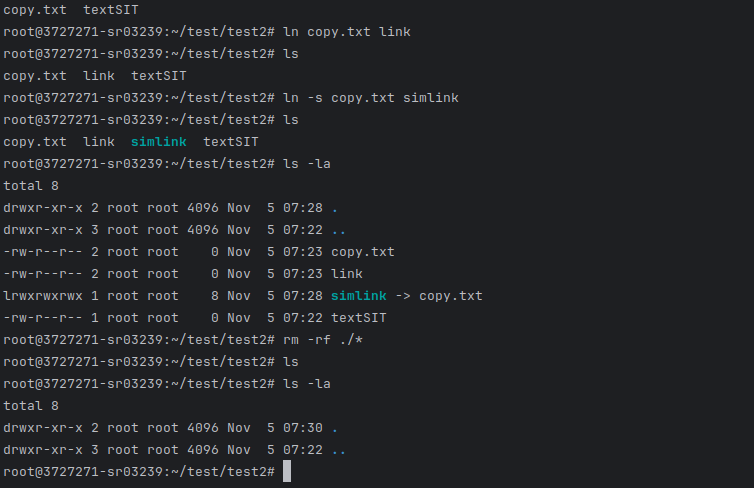 copy.txt  textSIT
root@3727271-sr03239:~/test/test2# ln copy.txt link
root@3727271-sr03239:~/test/test2# ls
copy.txt  link  textSIT
root@3727271-sr03239:~/test/test2# ln -s copy.txt simlink
root@3727271-sr03239:~/test/test2# ls
copy.txt  link  simlink  textSIT
root@3727271-sr03239:~/test/test2# ls -la
total 8
drwxr-xr-x 2 root root 4096 Nov  5 07:28 .
drwxr-xr-x 3 root root 4096 Nov  5 07:22 ..
-rw-r--r-- 2 root root    0 Nov  5 07:23 copy.txt
-rw-r--r-- 2 root root    0 Nov  5 07:23 link
lrwxrwxrwx 1 root root    8 Nov  5 07:28 simlink -> copy.txt
-rw-r--r-- 1 root root    0 Nov  5 07:22 textSIT
root@3727271-sr03239:~/test/test2# rm -rf ./*
root@3727271-sr03239:~/test/test2# ls
root@3727271-sr03239:~/test/test2# ls -la
total 8
drwxr-xr-x 2 root root 4096 Nov  5 07:30 .
drwxr-xr-x 3 root root 4096 Nov  5 07:22 ..
root@3727271-sr03239:~/test/test2#